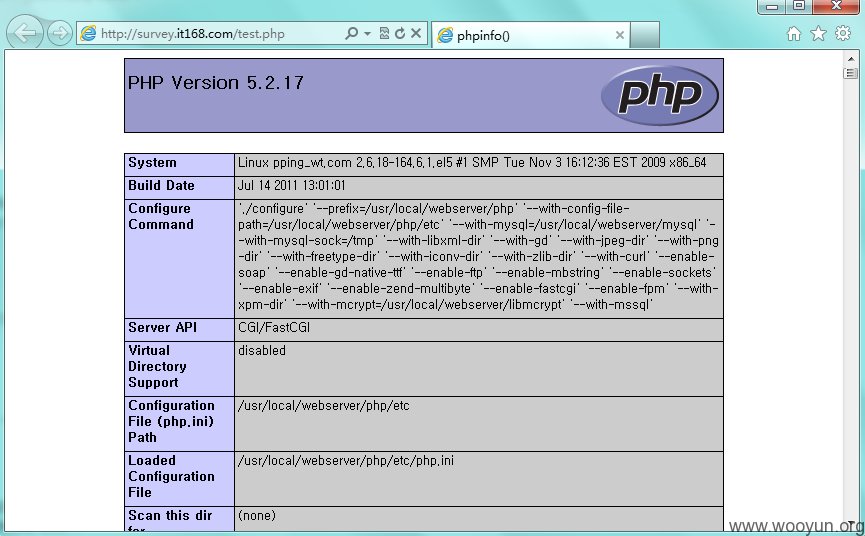 http://survey.it168.com/test.php
phpinfo()
PHP Version 5.2.17
php
System
Linux pping_wt.com 2.6.18-164.6.1.el5 #1 SMP Tue Nov 3 16:12:36 EST 2009 x86_64
Build Date
Jul 14 2011 13:01:01
Configure
Command
'./configure' '--prefix=/usr/local/webserver/php' '--with-config-file-
path=/usr/local/webserver/php/etc' '--with-mysql=/usr/local/webserver/mysql' '-
-with-mysql-sock=/tmp' '--with-libxml-dir' '--with-gd' '--with-jpeg-dir' '--with-png
-dir' '--with-freetype-dir' '--with-iconv-dir' '--with-zlib-dir' '--with-curl' '--enable-
soap' '--enable-gd-native-ttf' '--enable-ftp' '--enable-mbstring' '--enable-sockets'
'--enable-exif' '--enable-zend-multibyte' '--enable-fastcgi' '--enable-fpm' '--with-
xpm-dir' '--with-mcrypt=/usr/local/webserver/libmcrypt' '--with-mssql'
Server API
CGI/FastCGI
Virtual
Directory
Support
disabled
Configuration
File (php.ini)
Path
/usr/local/webserver/php/etc
Loaded
Configuration
File
/usr/local/webserver/php/etc/php.ini
Scan this dir
for
(none)
www.wooyun.org